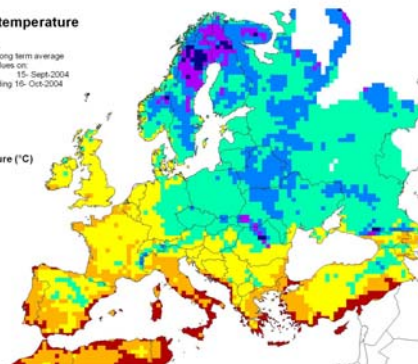 temperature
ong term average
lues on:
15- Sept-2004
ding 16- Oct-2004
ure (°C)